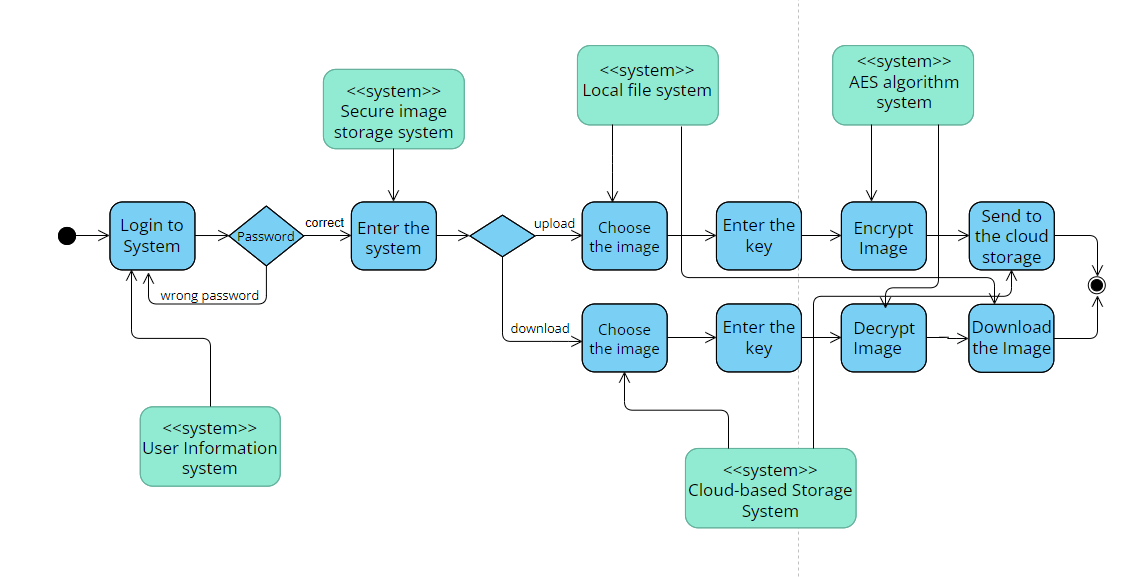 <<system>>
Local file system
<<system>>
AES algorithm
system
<<system>>
Secure image
storage system
Login to
System
Password
correct
Enter the
system
upload
Choose
the image
Enter the
key
Encrypt
Image
Send to
the cloud
storage
wrong password
download
Choose
the image
Enter the
key
Decrypt
Image
Download
the Image
<<system>>
User Information
system
<<system>>
Cloud-based Storage
System